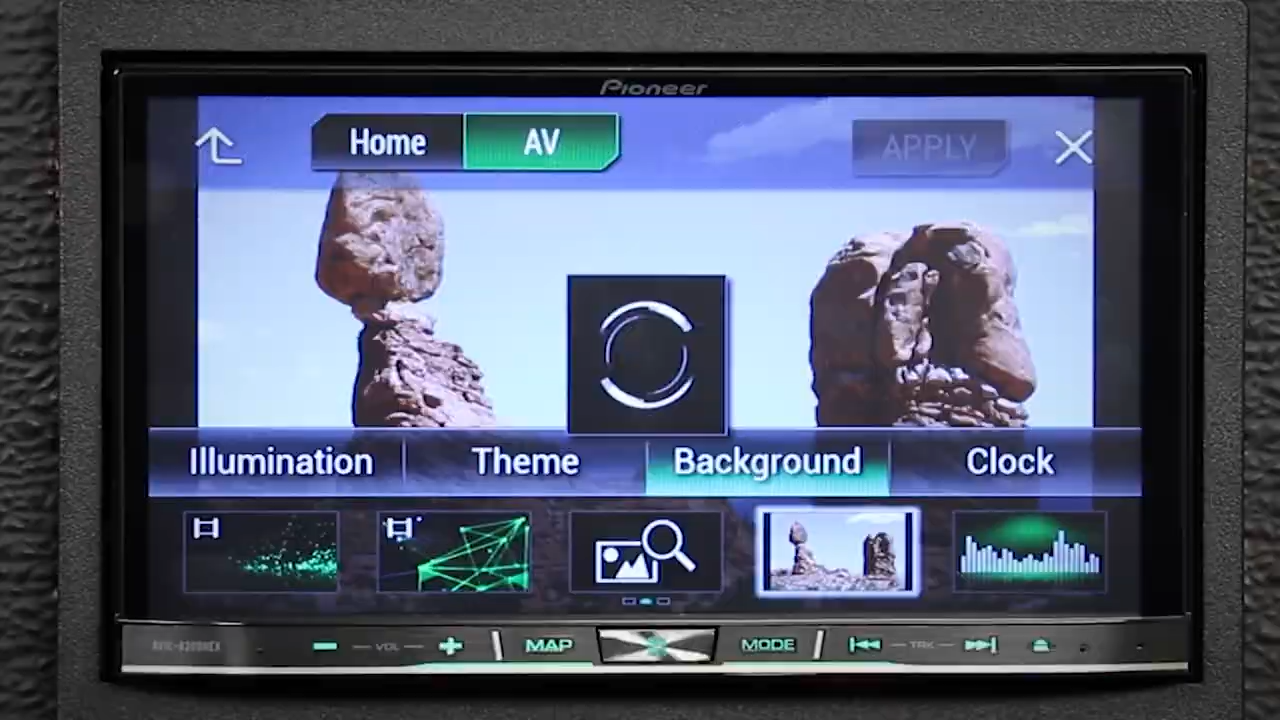 Pioneer
Home AV APPLY
Illumination Theme Background Clock
VOL MAP MODE TRK